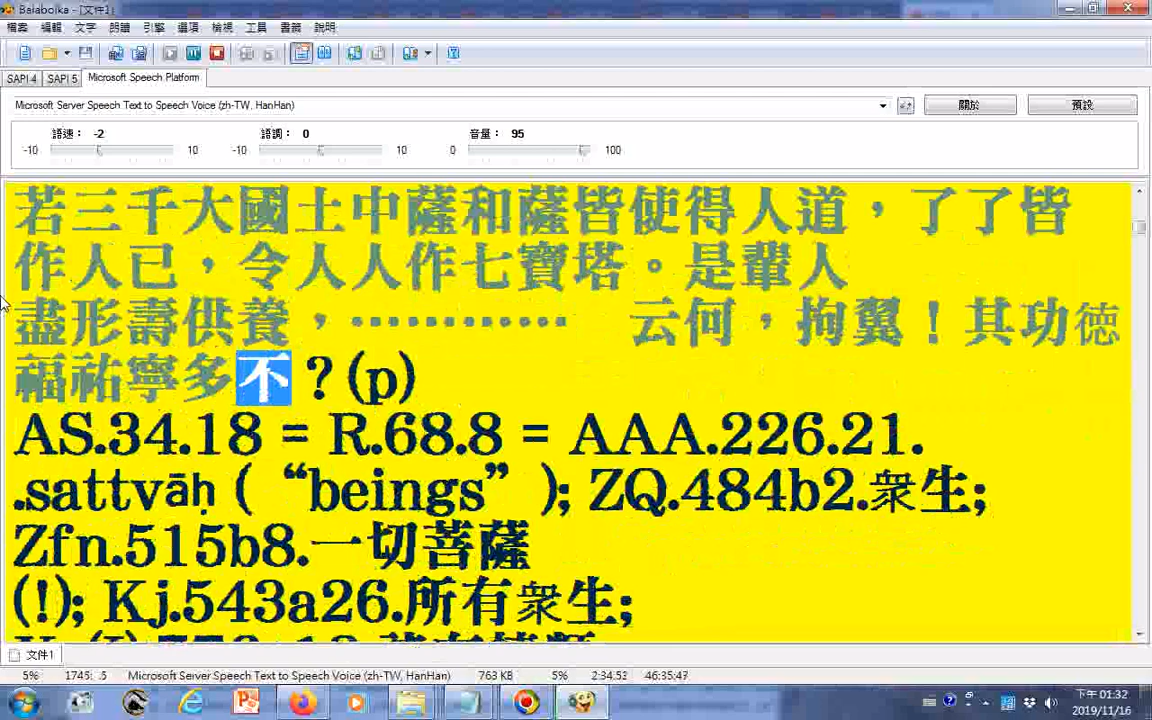 Balabolka - [文件1]
檔案 編輯 文字 朗讀 引擎 選項 檢視 工具 書籤 說明
SAPI 4 SAPI 5 Microsoft Speech Platform
Microsoft Server Speech Text to Speech Voice (zh-TW, HanHan) 關於 預設
語速： -2 語調： 0 音量： 95
-10 10 -10 10 0 100
若三千大國土中薩和薩皆使得人道，了了皆
作人已，令人人作七寶塔。是輩人
盡形壽供養，………… 云何，拘翼！其功德
福祐寧多不？(p)
AS.34.18 = R.68.8 = AAA.226.21.
.sattvāḥ (“beings”); ZQ.484b2.衆生;
Zfn.515b8.一切菩薩
(!); Kj.543a26.所有衆生;
文件1
5% 1745: 5 Microsoft Server Speech Text to Speech Voice (zh-TW, HanHan) 763 KB 5% 2:34:53 46:35:47
下午 01:32
2019/11/16